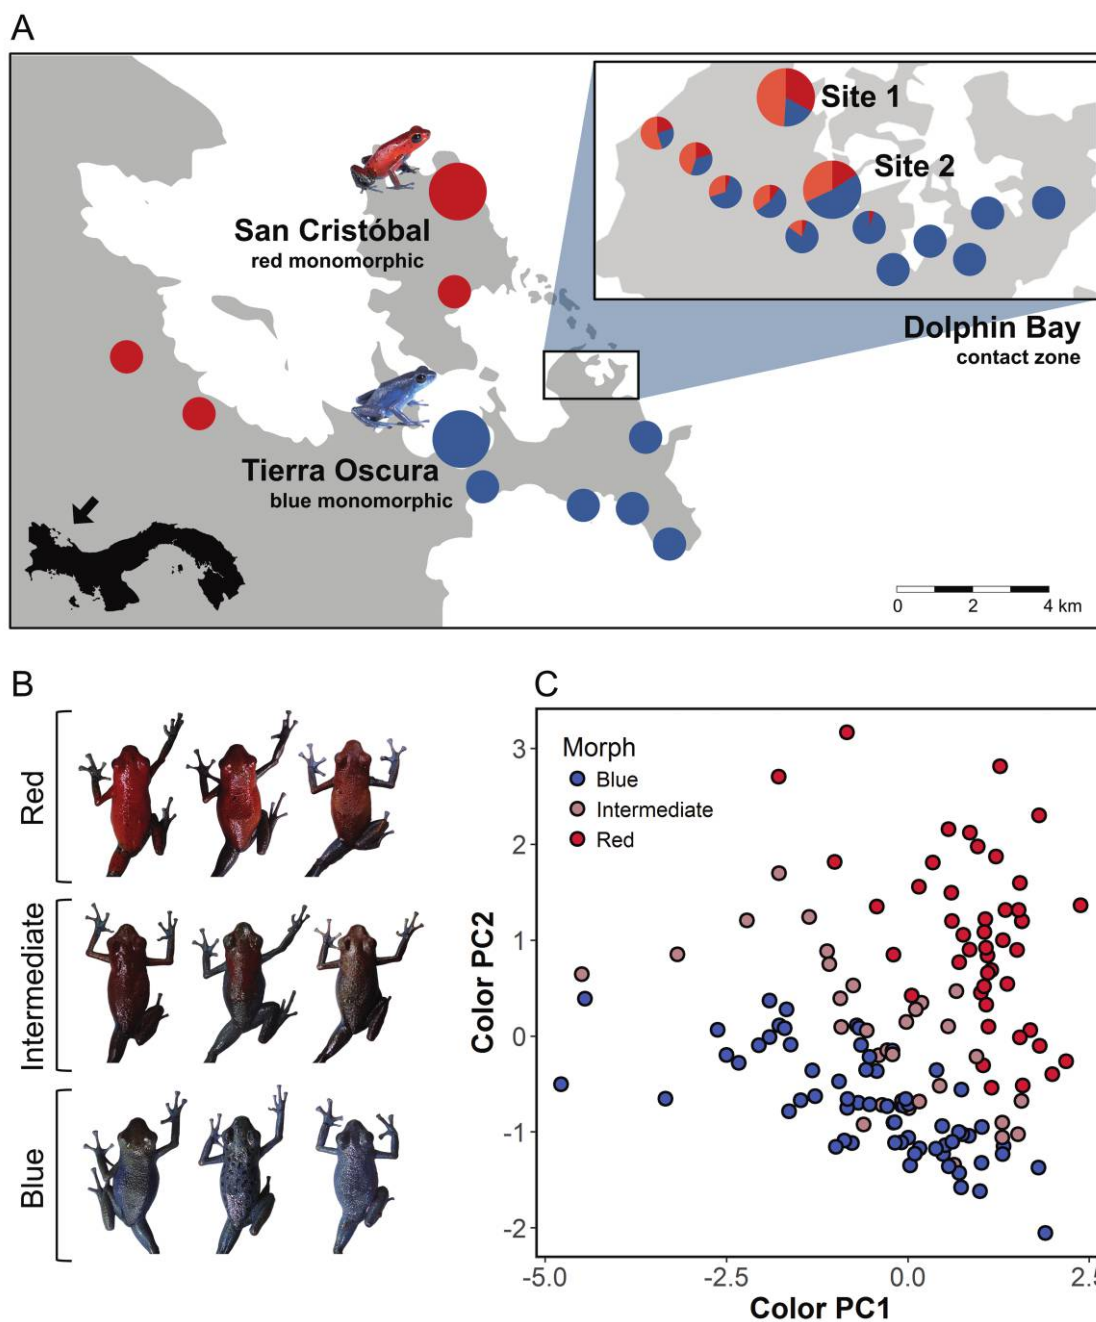 A
Site 1
Site 2
San Cristóbal
red monomorphic
Dolphin Bay
contact zone
Tierra Oscura
blue monomorphic
0 2 4 km
B
Red
Intermediate
Blue
C
Morph
Blue
Intermediate
Red
Color PC2
3
2
1
0
-1
-2
-5.0 -2.5 0.0 2.5
Color PC1